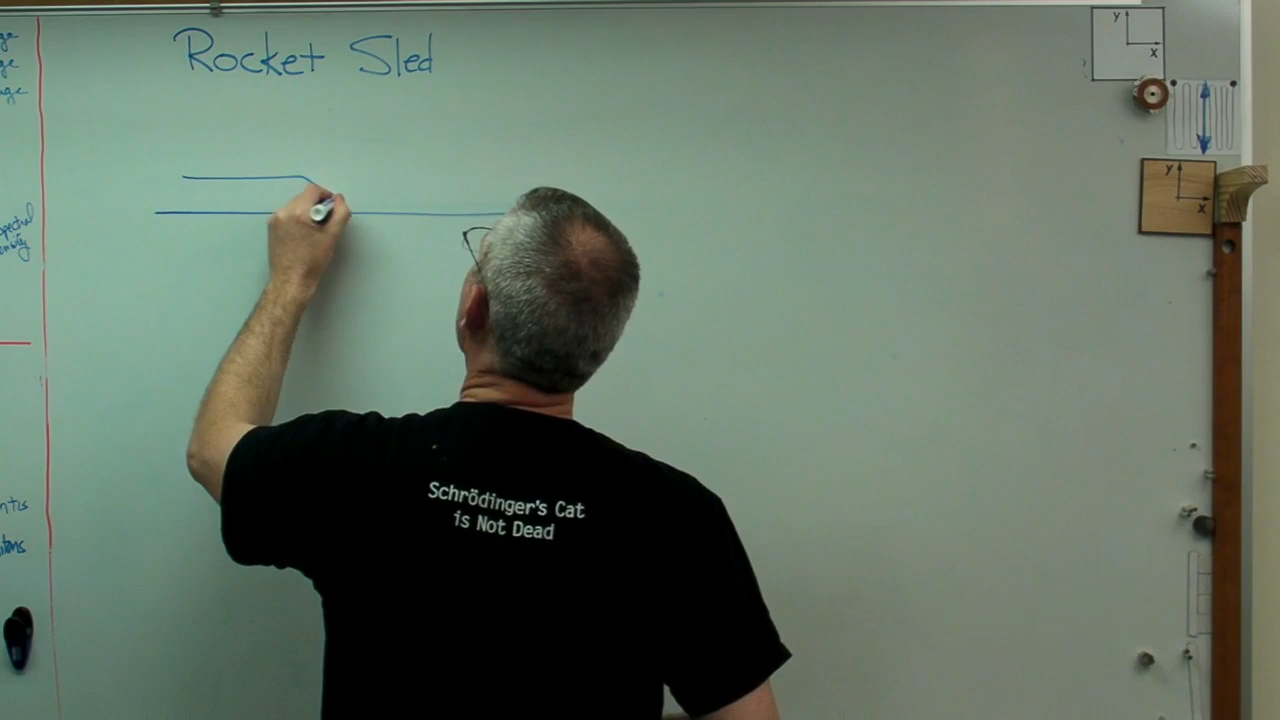 Rocket Sled
Schrödinger's Cat
is Not Dead
y
x
y
x